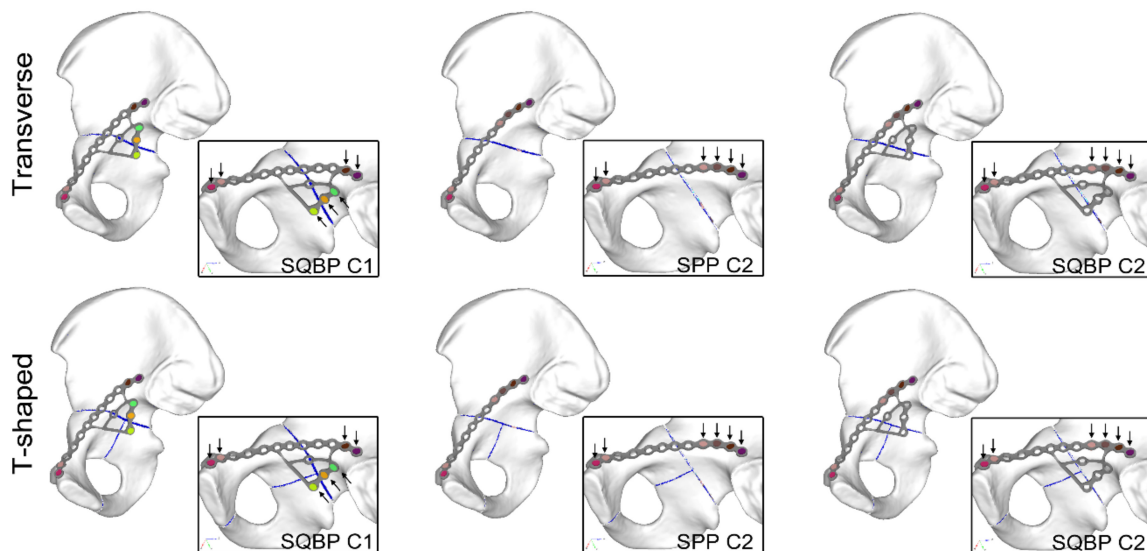 Transverse
SQBP C1
SPP C2
SQBP C2
T-shaped
SQBP C1
SPP C2
SQBP C2